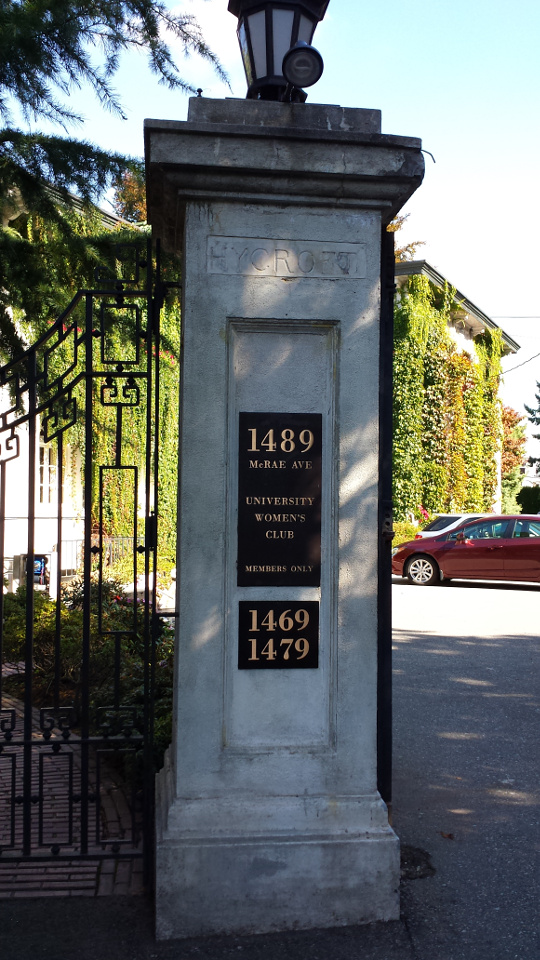 HYCROFT
1489
McRAE AVE
UNIVERSITY
WOMEN'S
CLUB
MEMBERS ONLY
1469
1479